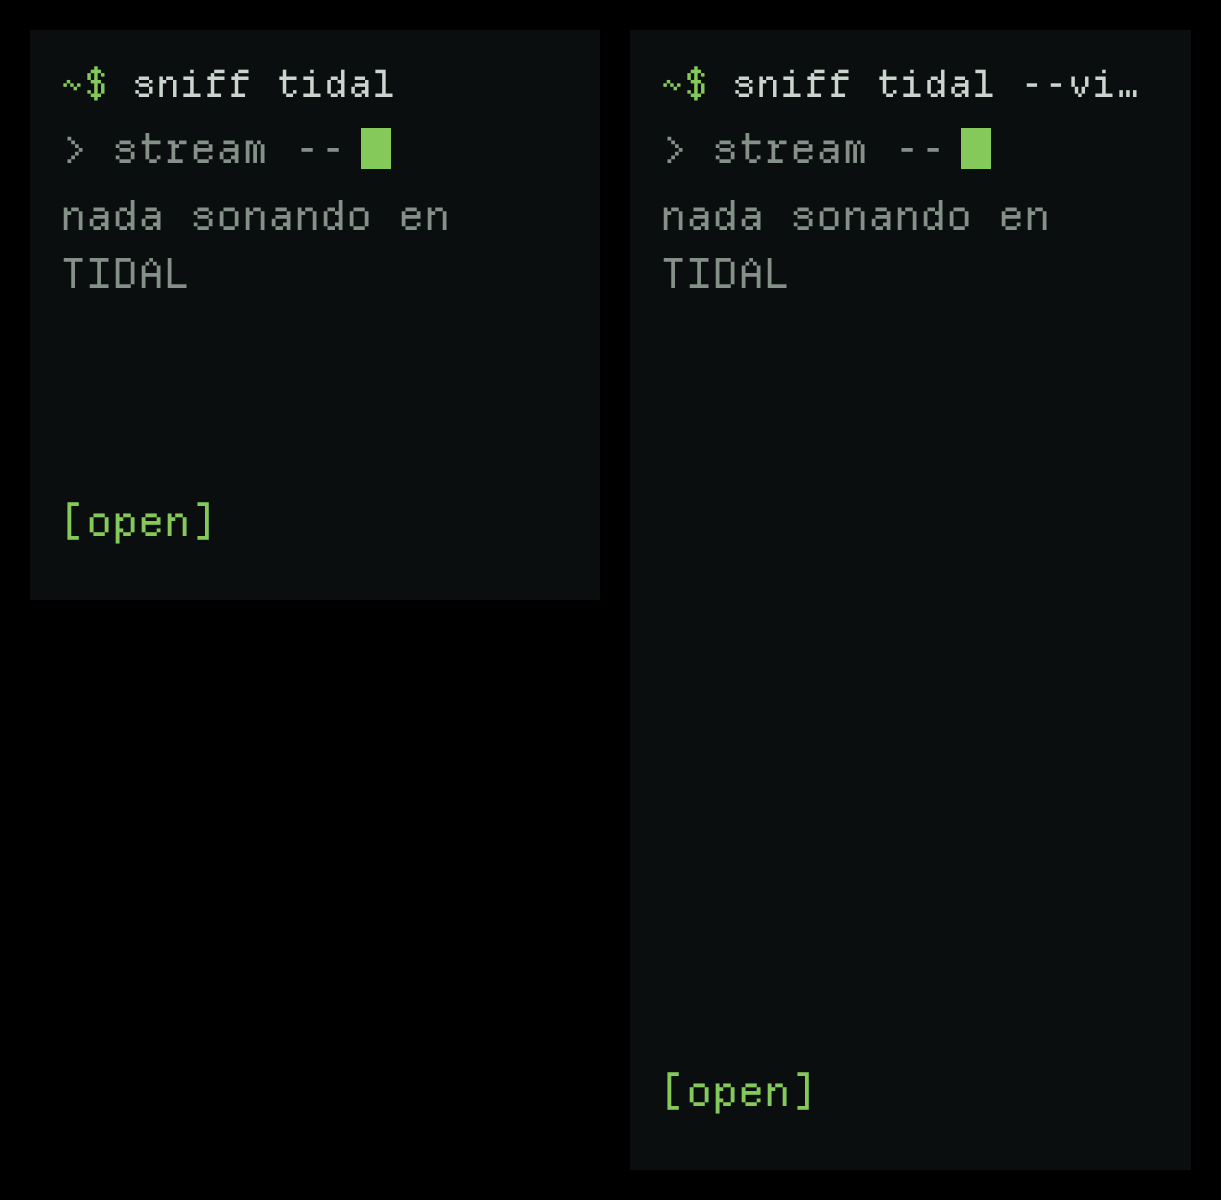 ~$ sniff tidal
> stream --
nada sonando en
TIDAL
[open]
~$ sniff tidal --vi…
> stream --
nada sonando en
TIDAL
[open]